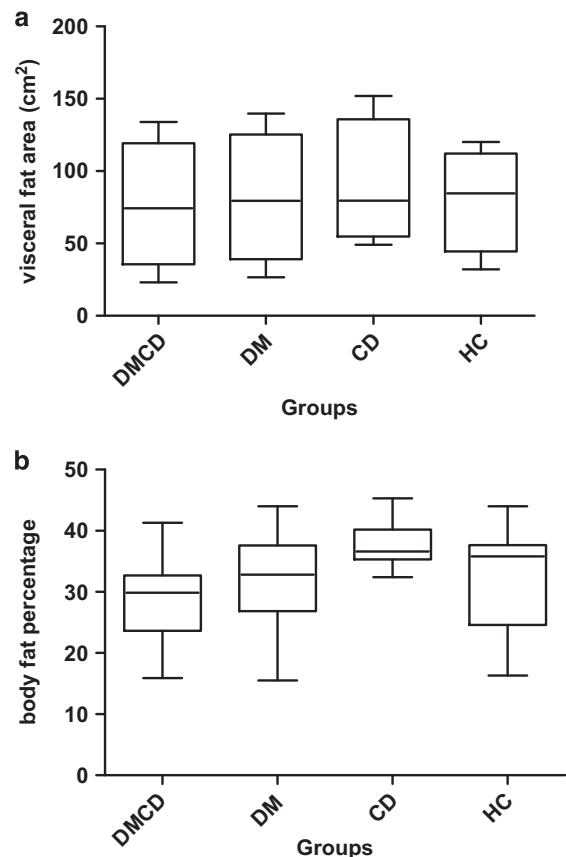 a
visceral fat area (cm²)
200
150
100
50
0
DMCD
DM
CD
HC
Groups
b
body fat percentage
50
40
30
20
10
0
DMCD
DM
CD
HC
Groups